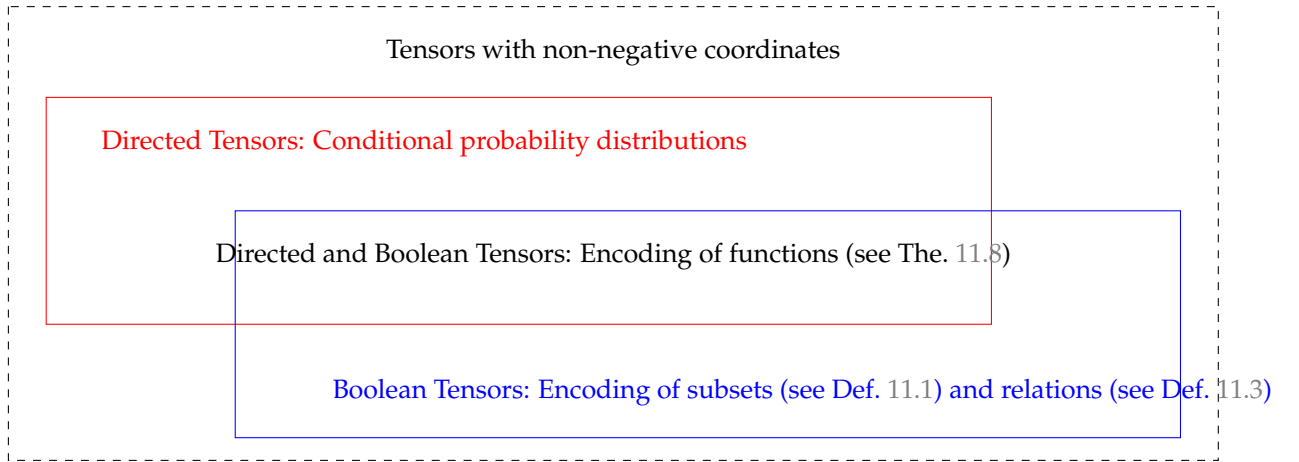 Tensors with non-negative coordinates
Directed Tensors: Conditional probability distributions
Directed and Boolean Tensors: Encoding of functions (see The. 11.8)
Boolean Tensors: Encoding of subsets (see Def. 11.1) and relations (see Def. 11.3)